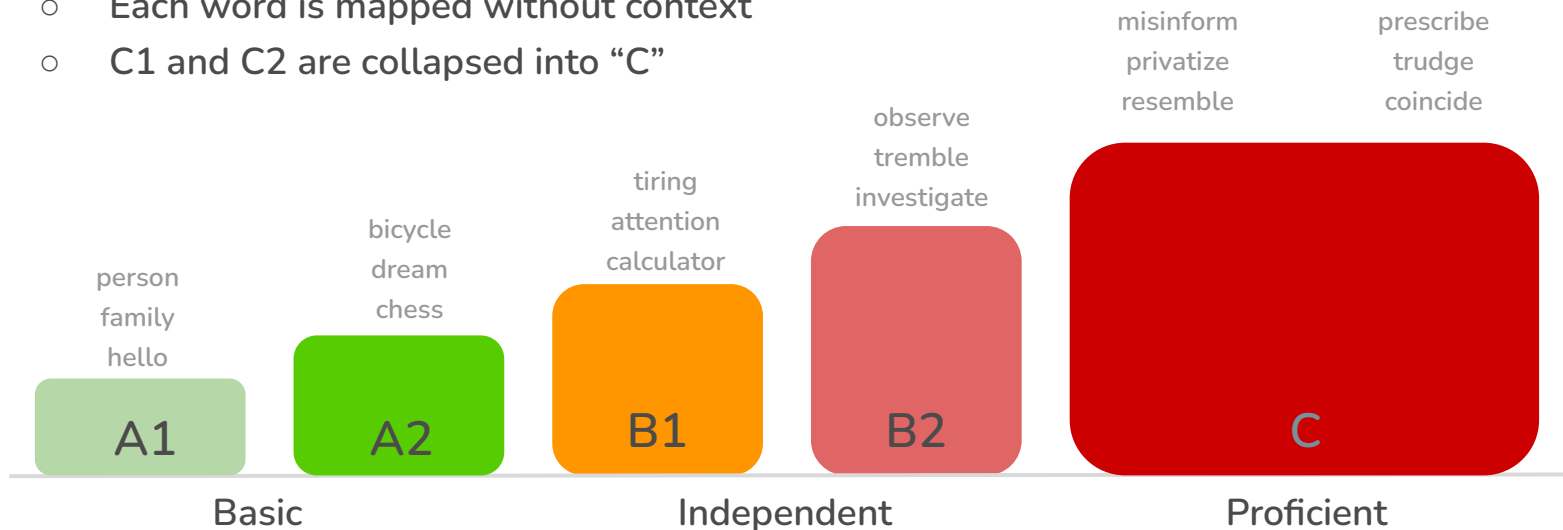 ○ Each word is mapped without context
○ C1 and C2 are collapsed into “C”
person
family
hello
A1
bicycle
dream
chess
A2
tiring
attention
calculator
B1
observe
tremble
investigate
B2
misinform
privatize
resemble
prescribe
trudge
coincide
C
Basic
Independent
Proficient